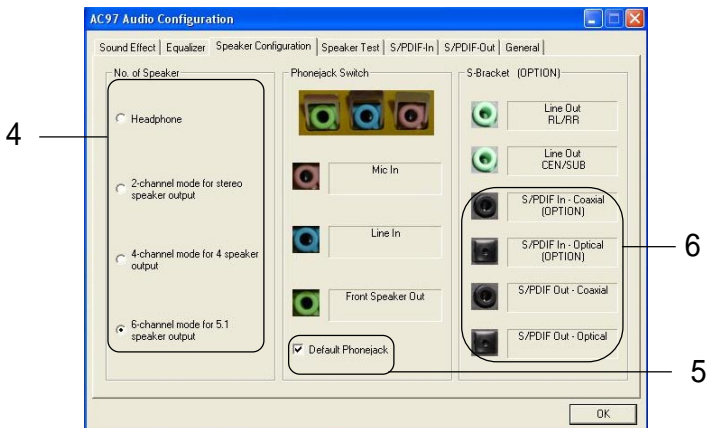 AC97 Audio Configuration
Sound Effect Equalizer Speaker Configuration Speaker Test S/PDIF-In S/PDIF-Out General
No. of Speaker
4
Headphone
2-channel mode for stereo
speaker output
4-channel mode for 4 speaker
output
6-channel mode for 5.1
speaker output
Phonejack Switch
Mic In
Line In
Front Speaker Out
Default Phonejack
5
S-Bracket (OPTION)
Line Out
RL/RR
Line Out
CEN/SUB
S/PDIF In - Coaxial
(OPTION)
S/PDIF In - Optical
(OPTION)
S/PDIF Out - Coaxial
S/PDIF Out - Optical
6
OK